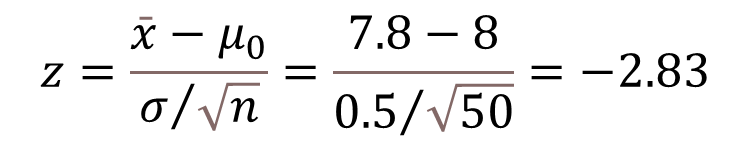 z = (x̄ − μ₀)/(σ/√n) = (7.8 − 8)/(0.5/√50) = −2.83